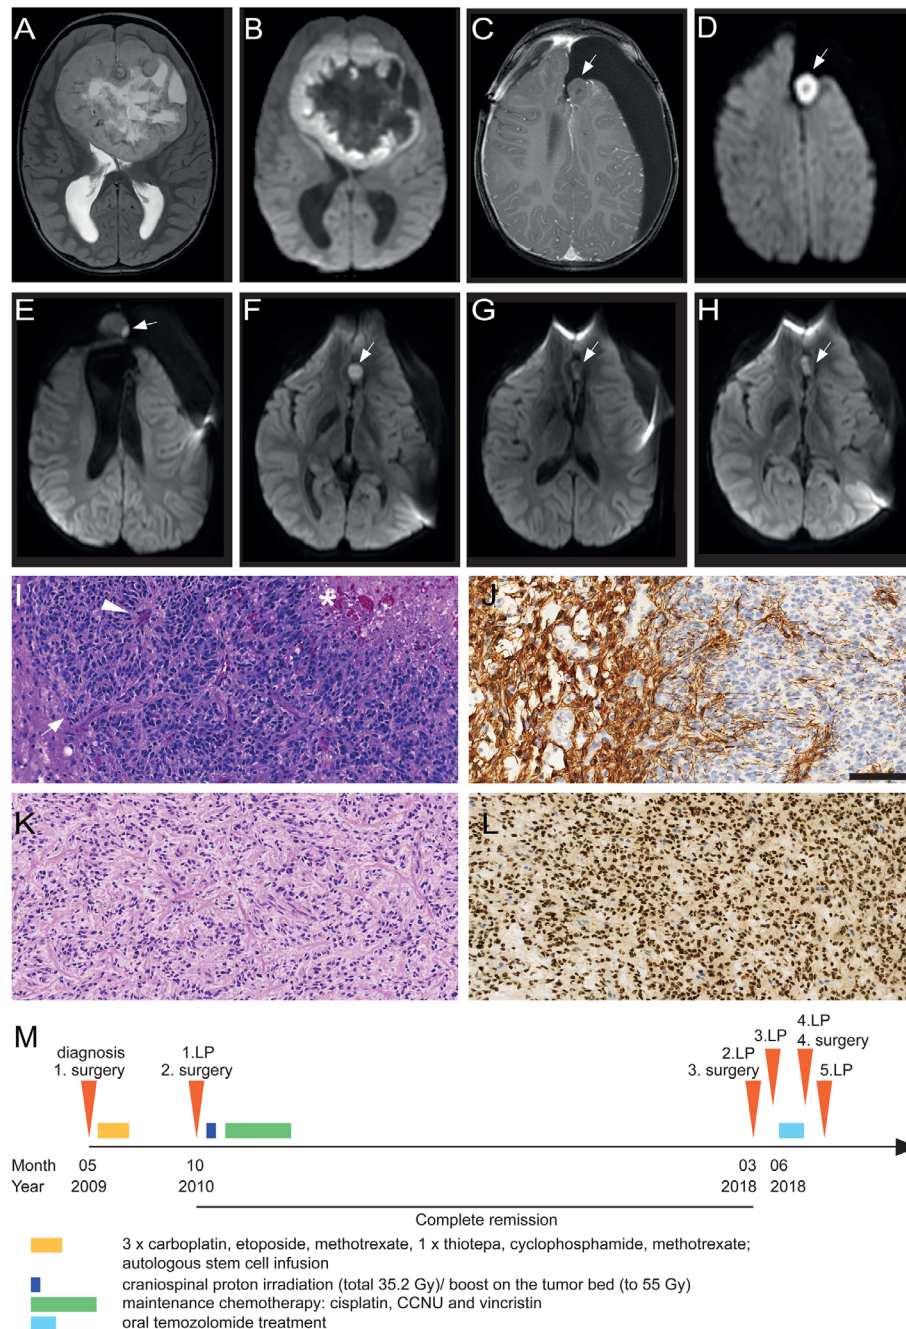 A
B
C
D
E
F
G
H
I
*
J
K
L
M
diagnosis
1. surgery
1.LP
2. surgery
2.LP
3. surgery
3.LP
4.LP
4. surgery
5.LP
Month 05 10 03 06
Year 2009 2010 2018 2018
Complete remission
3 x carboplatin, etoposide, methotrexate, 1 x thiotepa, cyclophosphamide, methotrexate;
autologous stem cell infusion
craniospinal proton irradiation (total 35.2 Gy)/ boost on the tumor bed (to 55 Gy)
maintenance chemotherapy: cisplatin, CCNU and vincristin
oral temozolomide treatment